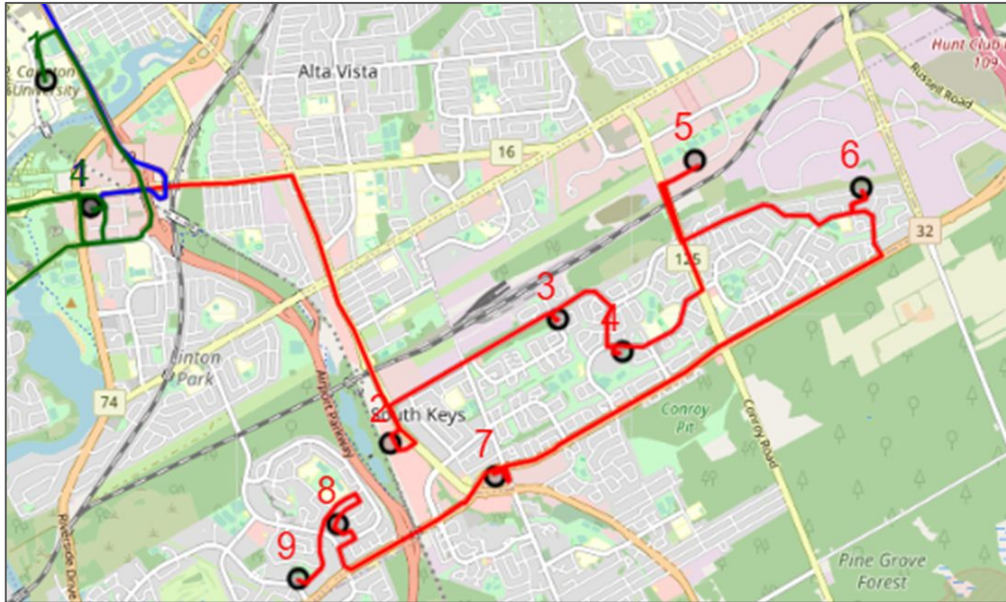 1
Carleton
University
Alta Vista
Hunt Club
109
Russell Road
16
5
6
4
32
125
3
4
Linton
Park
74
Airport Parkway
2
South Keys
Conroy
Pit
Conroy Road
7
8
9
Riverside Drive
Pine Grove
Forest